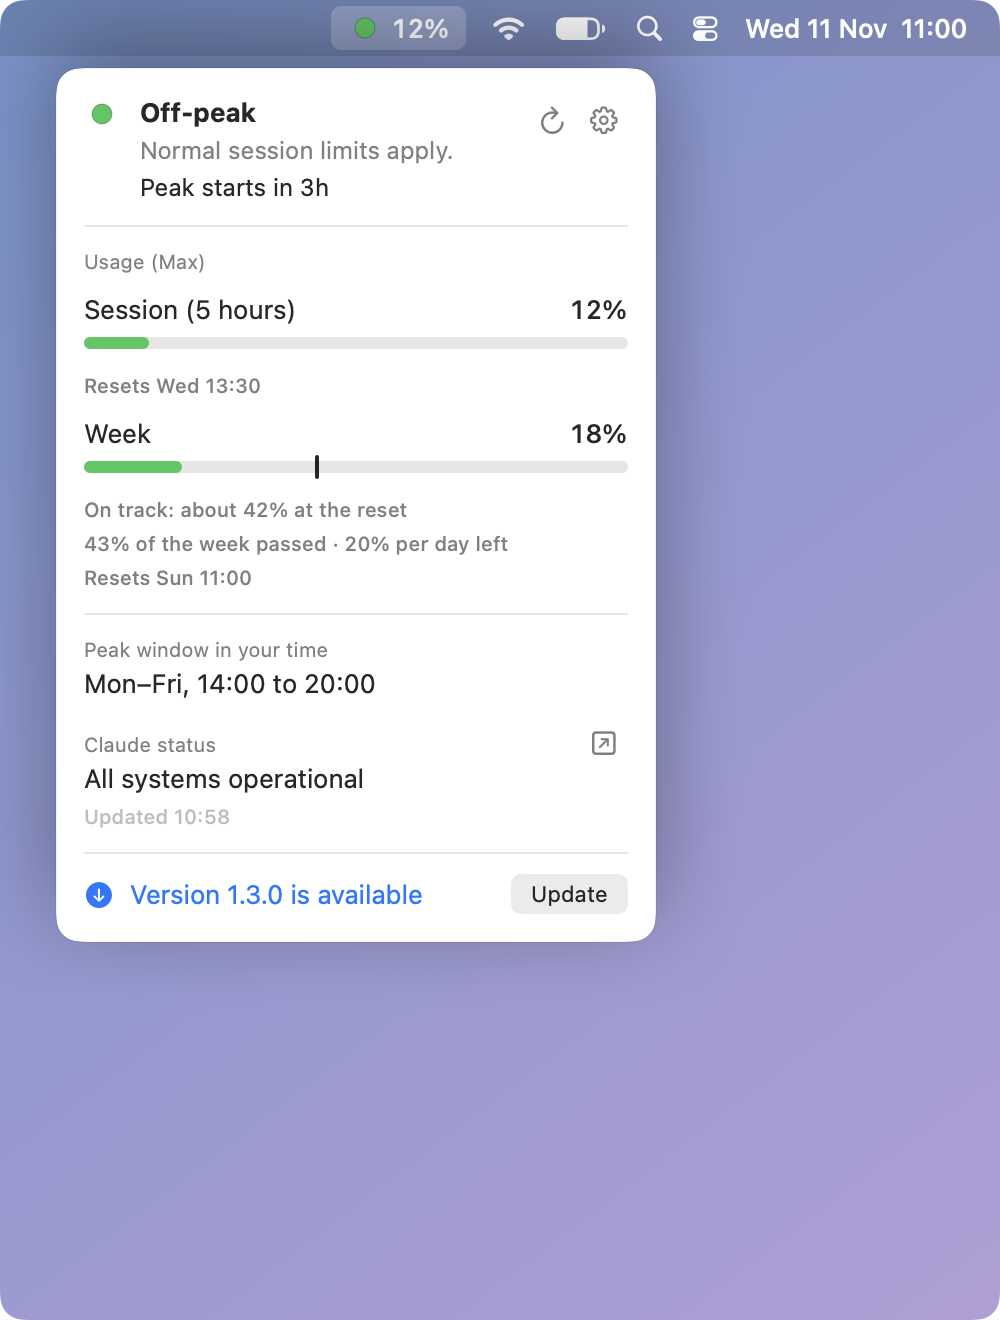 12%
Wed 11 Nov 11:00
Off-peak
Normal session limits apply.
Peak starts in 3h
Usage (Max)
Session (5 hours) 12%
Resets Wed 13:30
Week 18%
On track: about 42% at the reset
43% of the week passed · 20% per day left
Resets Sun 11:00
Peak window in your time
Mon–Fri, 14:00 to 20:00
Claude status
All systems operational
Updated 10:58
Version 1.3.0 is available
Update